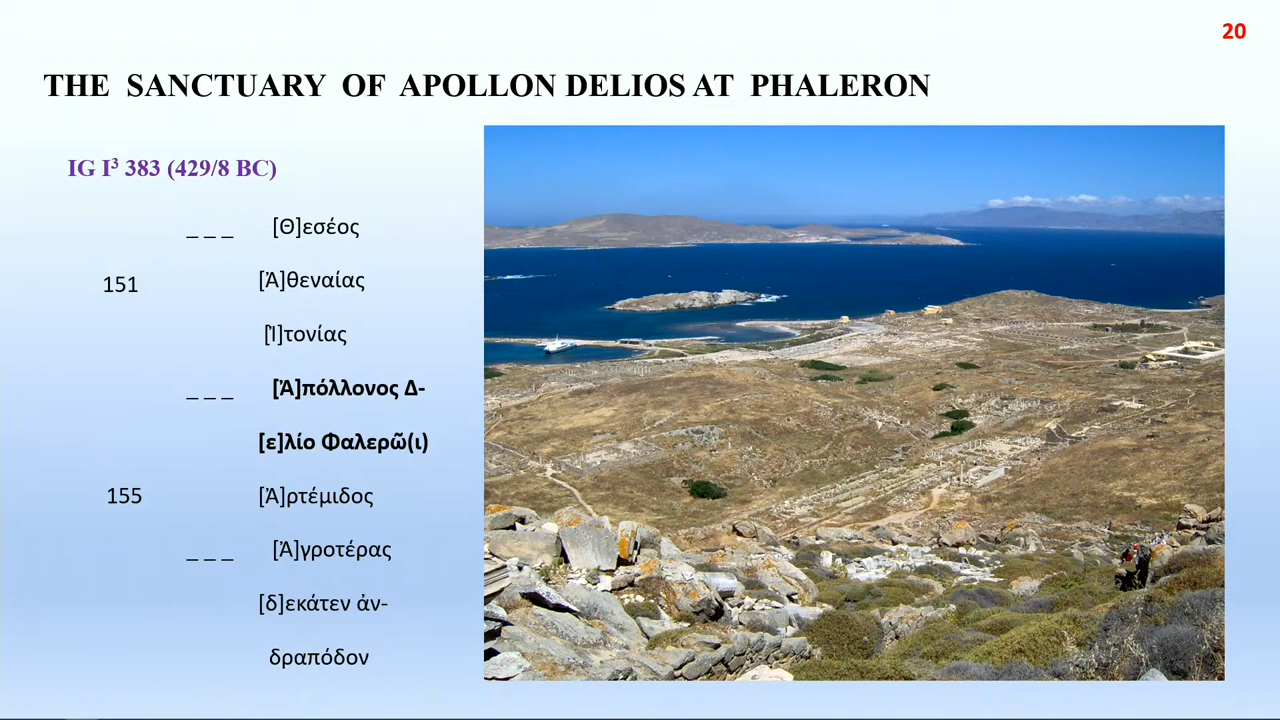 20
THE SANCTUARY OF APOLLON DELIOS AT PHALERON
IG I³ 383 (429/8 BC)
_ _ _ [Θ]εσέος
151 [Ἀ]θεναίας
[Ἰ]τονίας
_ _ _ [Ἀ]πόλλονος Δ-
[ε]λίο Φαλερῶ(ι)
155 [Ἀ]ρτέμιδος
_ _ _ [Ἀ]γροτέρας
[δ]εκάτεν ἀν-
δραπόδον